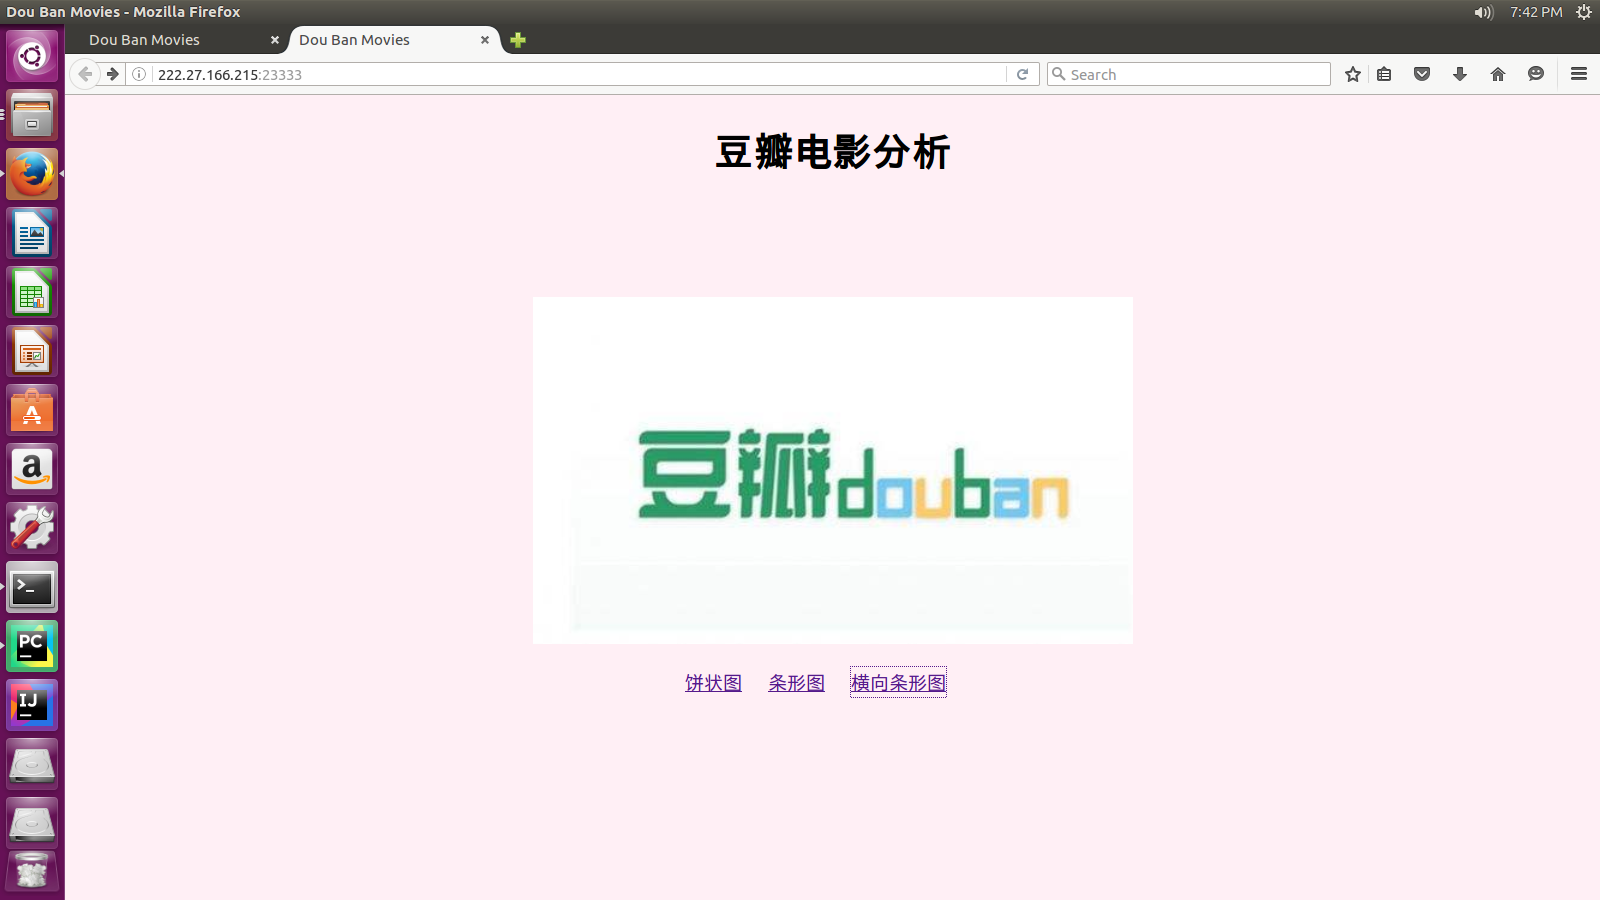 Dou Ban Movies - Mozilla Firefox
7:42 PM
Dou Ban Movies
Dou Ban Movies
222.27.166.215:23333
Search
豆瓣电影分析
豆瓣douban
饼状图 条形图 横向条形图
A
a
>_
PC
IJ